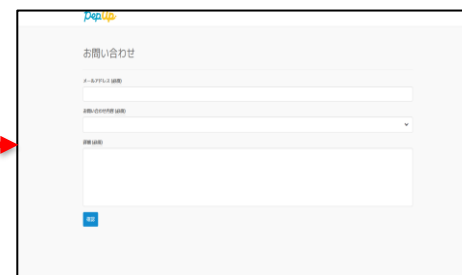 PepUp
お問い合わせ
メールアドレス (必須)
お問い合わせ内容 (必須)
詳細 (必須)
確認